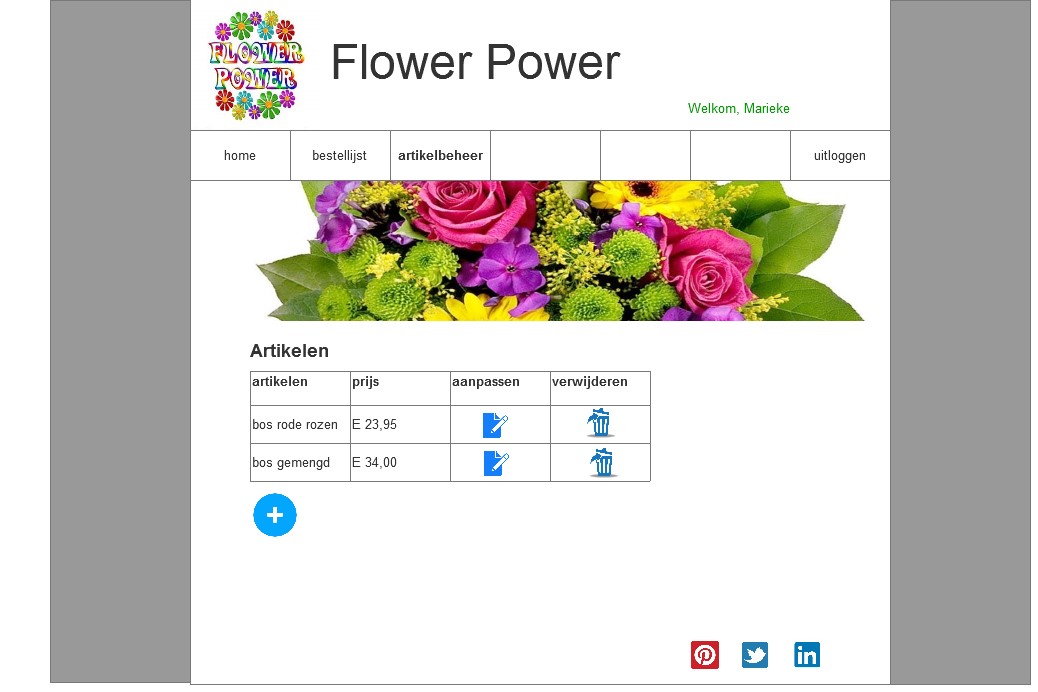 FLOWER
POWER
Flower Power
Welkom, Marieke
home bestellijst artikelbeheer uitloggen
Artikelen
artikelen prijs aanpassen verwijderen
bos rode rozen E 23,95
bos gemengd E 34,00
in